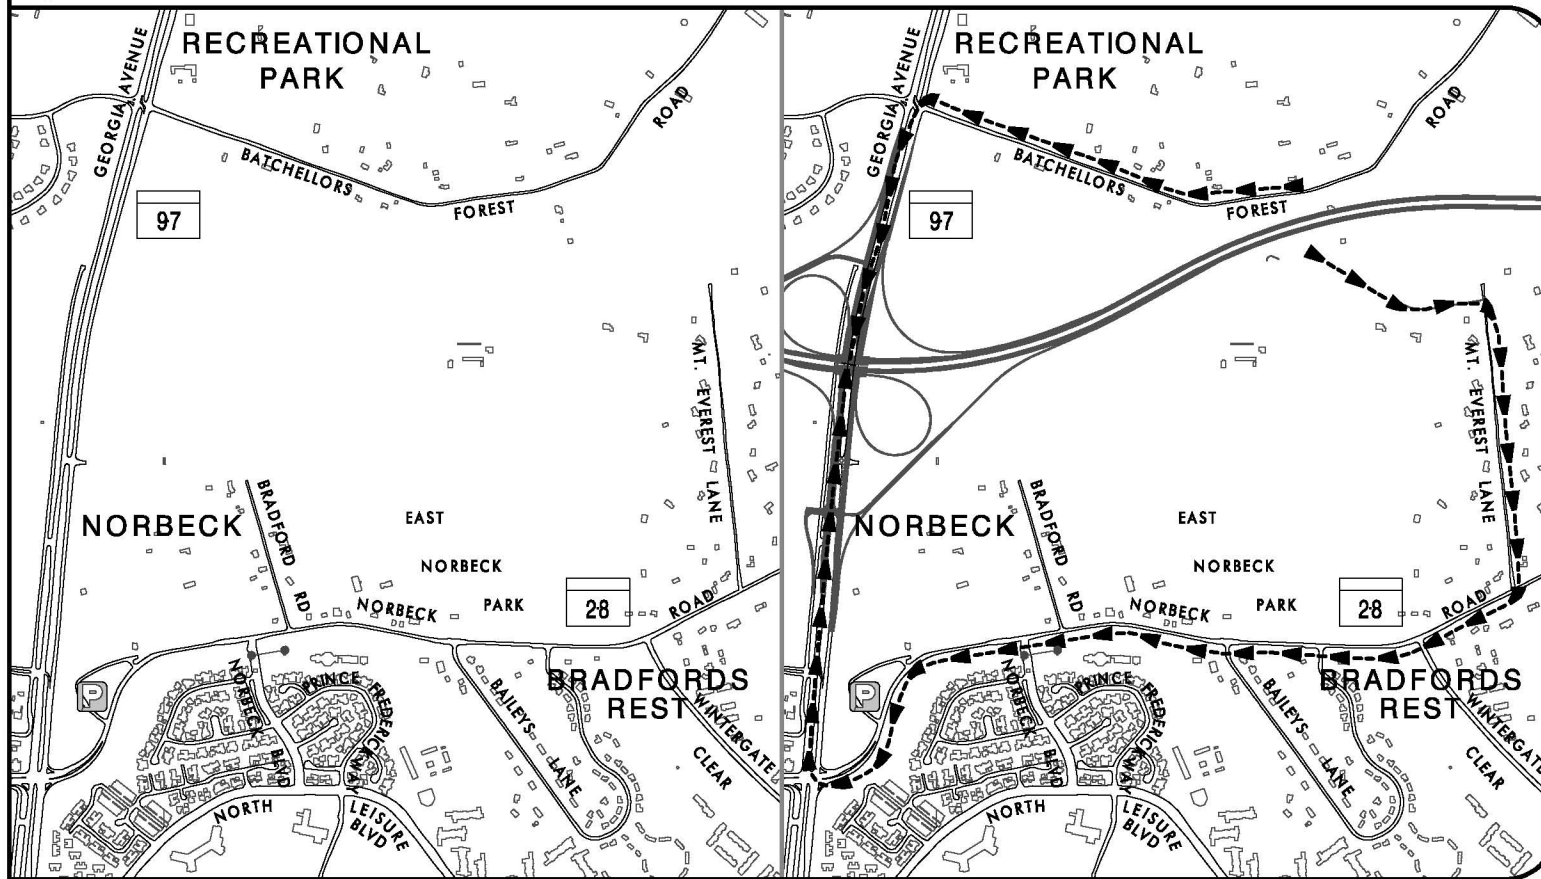 RECREATIONAL
PARK
GEORGIA AVENUE
ROAD
BATCHELLORS
FOREST
97
MT. EVEREST LANE
NORBECK
BRADFORD RD
EAST
NORBECK
PARK
NORBECK
28
ROAD
BRADFORDS
REST
P
NORBECK BLVD
PRINCE FREDERICK WAY
BAILEYS LANE
WINTERGATE
CLEAR
NORTH
LEISURE
BLVD
RECREATIONAL
PARK
GEORGIA AVENUE
ROAD
BATCHELLORS
FOREST
97
MT. EVEREST LANE
NORBECK
BRADFORD RD
EAST
NORBECK
PARK
NORBECK
28
ROAD
BRADFORDS
REST
P
NORBECK BLVD
PRINCE FREDERICK WAY
BAILEYS LANE
WINTERGATE
CLEAR
NORTH
LEISURE
BLVD